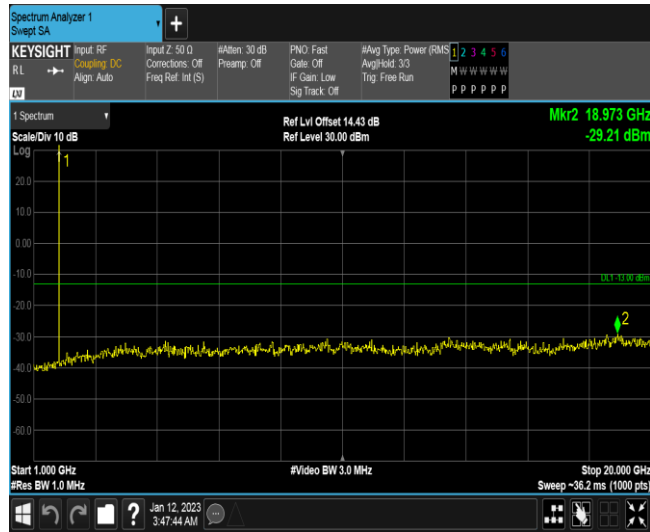 Spectrum Analyzer 1
Swept SA
+
KEYSIGHT
RL
LXI
Input: RF
Coupling: DC
Align: Auto
Input Z: 50 Ω
Corrections: Off
Freq Ref: Int (S)
#Atten: 30 dB
Preamp: Off
PNO: Fast
Gate: Off
IF Gain: Low
Sig Track: Off
#Avg Type: Power (RMS
Avg|Hold: 3/3
Trig: Free Run
1 2 3 4 5 6
M W W W W W
P P P P P P
1 Spectrum
Scale/Div 10 dB
Log
Ref Lvl Offset 14.43 dB
Ref Level 30.00 dBm
Mkr2 18.973 GHz
-29.21 dBm
1
20.0
10.0
0.00
-10.0
DL1 -13.00 dBm
-20.0
2
-30.0
-40.0
-50.0
-60.0
Start 1.000 GHz
#Res BW 1.0 MHz
#Video BW 3.0 MHz
Stop 20.000 GHz
Sweep ~36.2 ms (1000 pts)
?
Jan 12, 2023
3:47:44 AM